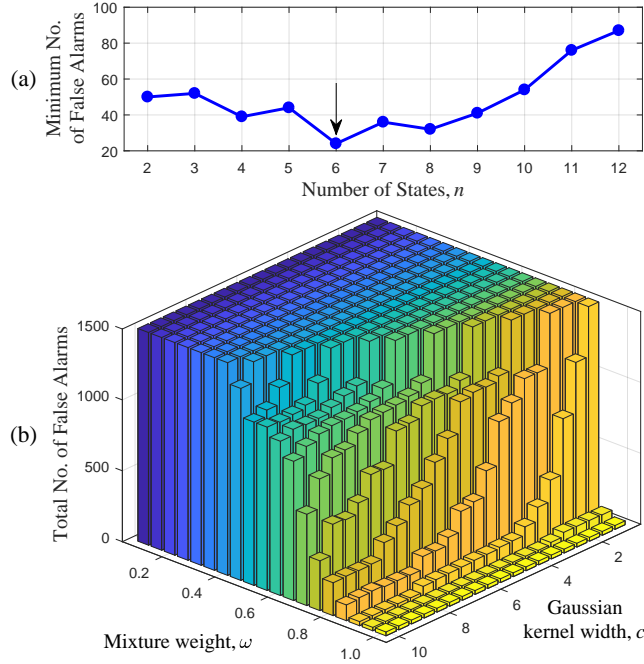 (a)
Minimum No.
of False Alarms
100
80
60
40
20
2 3 4 5 6 7 8 9 10 11 12
Number of States, n
(b)
Total No. of False Alarms
1500
1000
500
0
0.2 0.4 0.6 0.8 1.0
Mixture weight, ω
10 8 6 4 2
Gaussian
kernel width, c